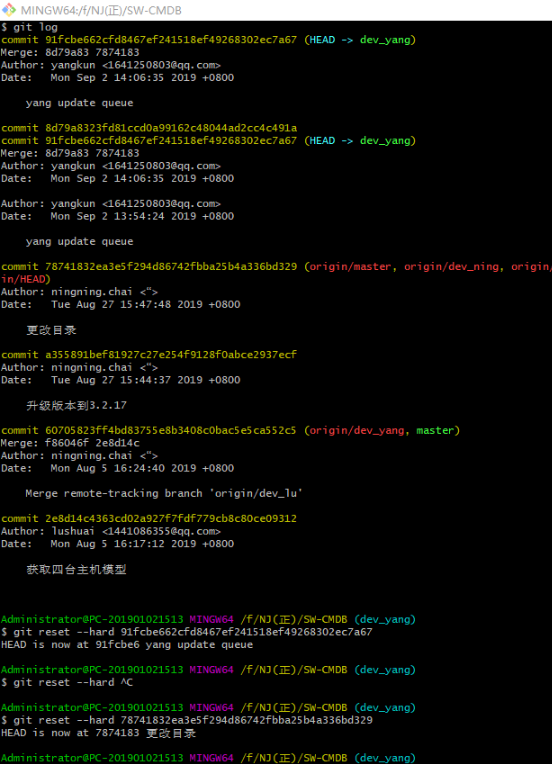 MINGW64:/f/NJ(正)/SW-CMDB
$ git log
commit 91fcbe662cfd8467ef241518ef49268302ec7a67 (HEAD -> dev_yang)
Merge: 8d79a83 7874183
Author: yangkun <1641250803@qq.com>
Date:   Mon Sep 2 14:06:35 2019 +0800
    yang update queue
commit 8d79a8323fd81ccd0a99162c48044ad2cc4c491a
commit 91fcbe662cfd8467ef241518ef49268302ec7a67 (HEAD -> dev_yang)
Merge: 8d79a83 7874183
Author: yangkun <1641250803@qq.com>
Date:   Mon Sep 2 14:06:35 2019 +0800
Author: yangkun <1641250803@qq.com>
Date:   Mon Sep 2 13:54:24 2019 +0800
    yang update queue
commit 78741832ea3e5f294d86742fbba25b4a336bd329 (origin/master, origin/dev_ning, origin/
in/HEAD)
Author: ningning.chai <“>
Date:   Tue Aug 27 15:47:48 2019 +0800
    更改目录
commit a355891bef81927c27e254f9128f0abce2937ecf
Author: ningning.chai <“>
Date:   Tue Aug 27 15:44:37 2019 +0800
    升级版本到3.2.17
commit 60705823ff4bd83755e8b3408c0bac5e5ca552c5 (origin/dev_yang, master)
Merge: f86046f 2e8d14c
Author: ningning.chai <“>
Date:   Mon Aug 5 16:24:40 2019 +0800
    Merge remote-tracking branch 'origin/dev_lu'
commit 2e8d14c4363cd02a927f7fdf779cb8c80ce09312
Author: lushuai <1441086355@qq.com>
Date:   Mon Aug 5 16:17:12 2019 +0800
    获取四台主机模型
Administrator@PC-201901021513 MINGW64 /f/NJ(正)/SW-CMDB (dev_yang)
$ git reset --hard 91fcbe662cfd8467ef241518ef49268302ec7a67
HEAD is now at 91fcbe6 yang update queue
Administrator@PC-201901021513 MINGW64 /f/NJ(正)/SW-CMDB (dev_yang)
$ git reset --hard ^C
Administrator@PC-201901021513 MINGW64 /f/NJ(正)/SW-CMDB (dev_yang)
$ git reset --hard 78741832ea3e5f294d86742fbba25b4a336bd329
HEAD is now at 7874183 更改目录
Administrator@PC-201901021513 MINGW64 /f/NJ(正)/SW-CMDB (dev_yang)